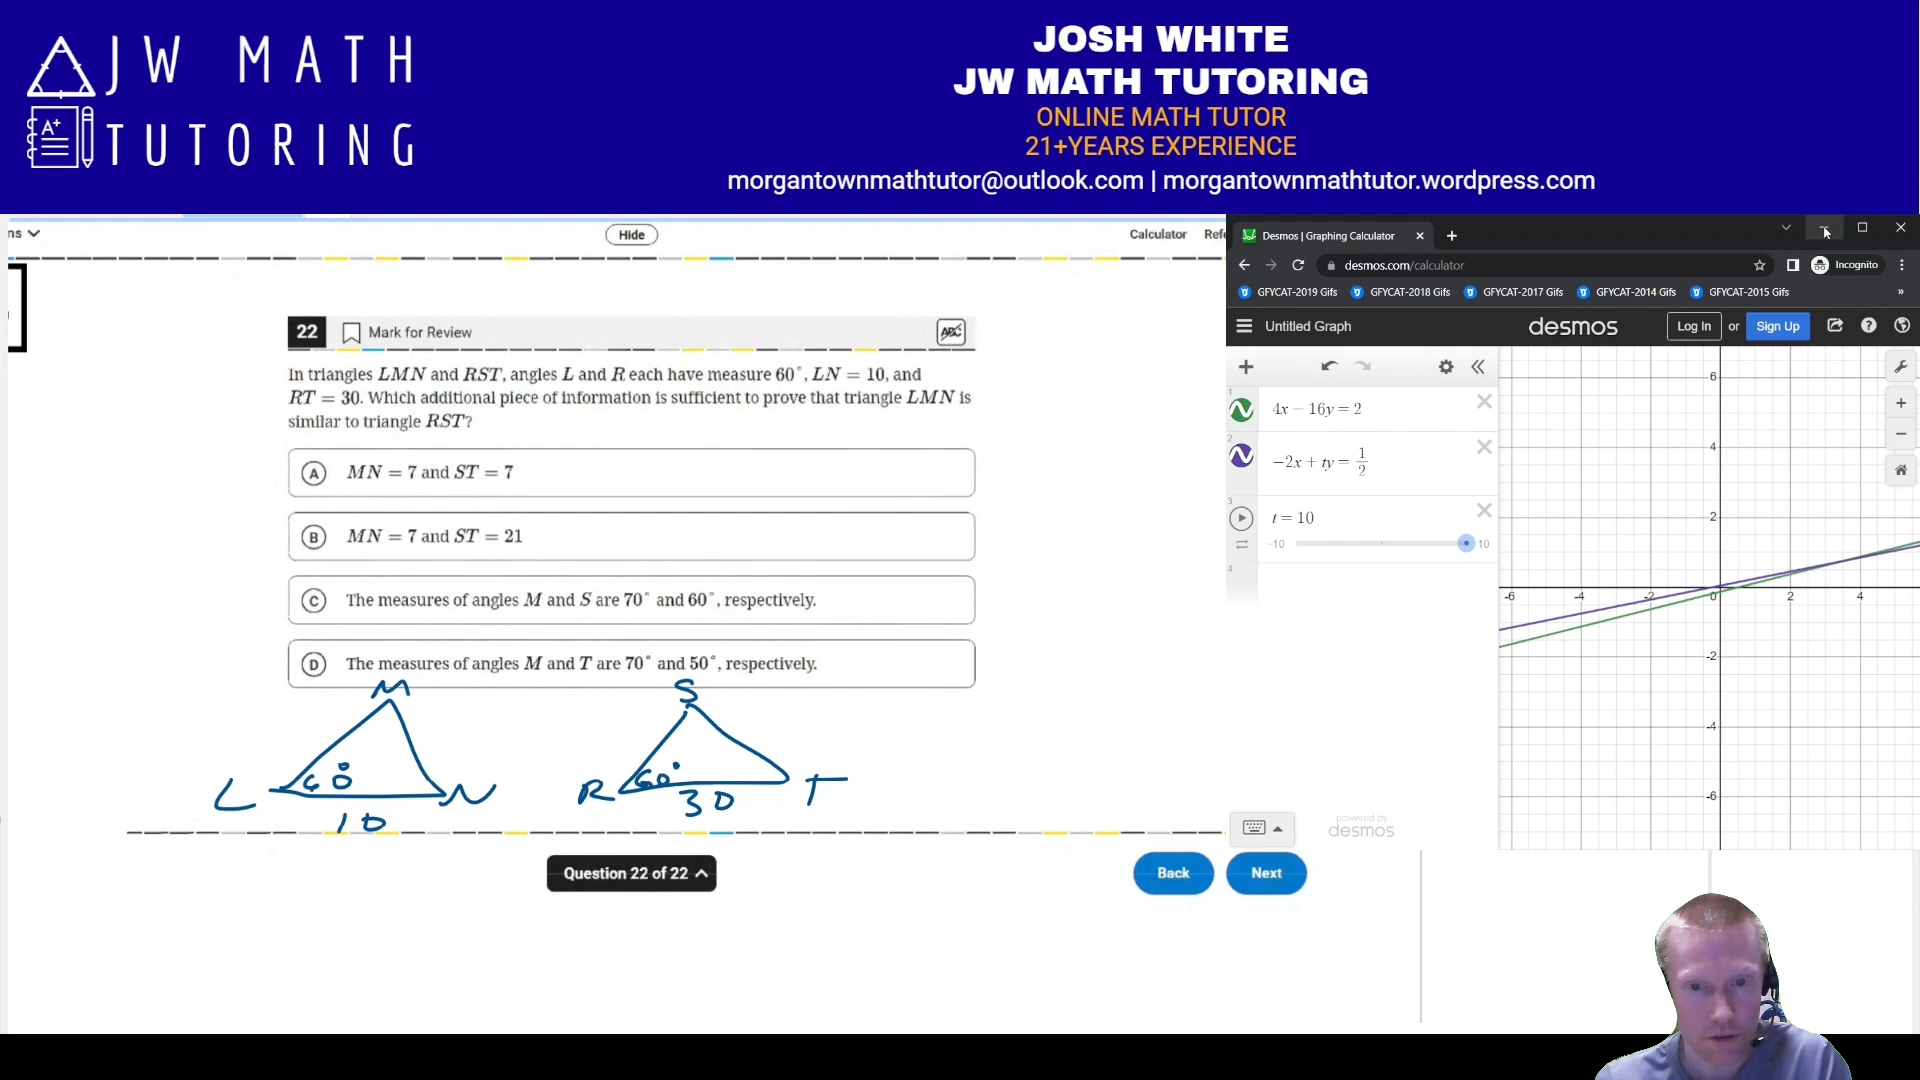 JW MATH
TUTORING
A+
JOSH WHITE
JW MATH TUTORING
ONLINE MATH TUTOR
21+YEARS EXPERIENCE
morgantownmathtutor@outlook.com | morgantownmathtutor.wordpress.com
ns
Hide
Calculator
Refe
22
Mark for Review
ABC
In triangles LMN and RST, angles L and R each have measure 60°, LN = 10, and
RT = 30. Which additional piece of information is sufficient to prove that triangle LMN is
similar to triangle RST?
A MN = 7 and ST = 7
B MN = 7 and ST = 21
C The measures of angles M and S are 70° and 60°, respectively.
D The measures of angles M and T are 70° and 50°, respectively.
M
S
L
60°
N
R
60°
T
10
30
Question 22 of 22
Back
Next
Desmos | Graphing Calculator
desmos.com/calculator
Incognito
GFYCAT-2019 Gifs
GFYCAT-2018 Gifs
GFYCAT-2017 Gifs
GFYCAT-2014 Gifs
GFYCAT-2015 Gifs
»
Untitled Graph
desmos
Log In
or
Sign Up
1
4x − 16y = 2
2
−2x + ty = 1/2
3
t = 10
-10
10
4
powered by
desmos
6
4
2
-6
-4
-2
0
2
4
-2
-4
-6